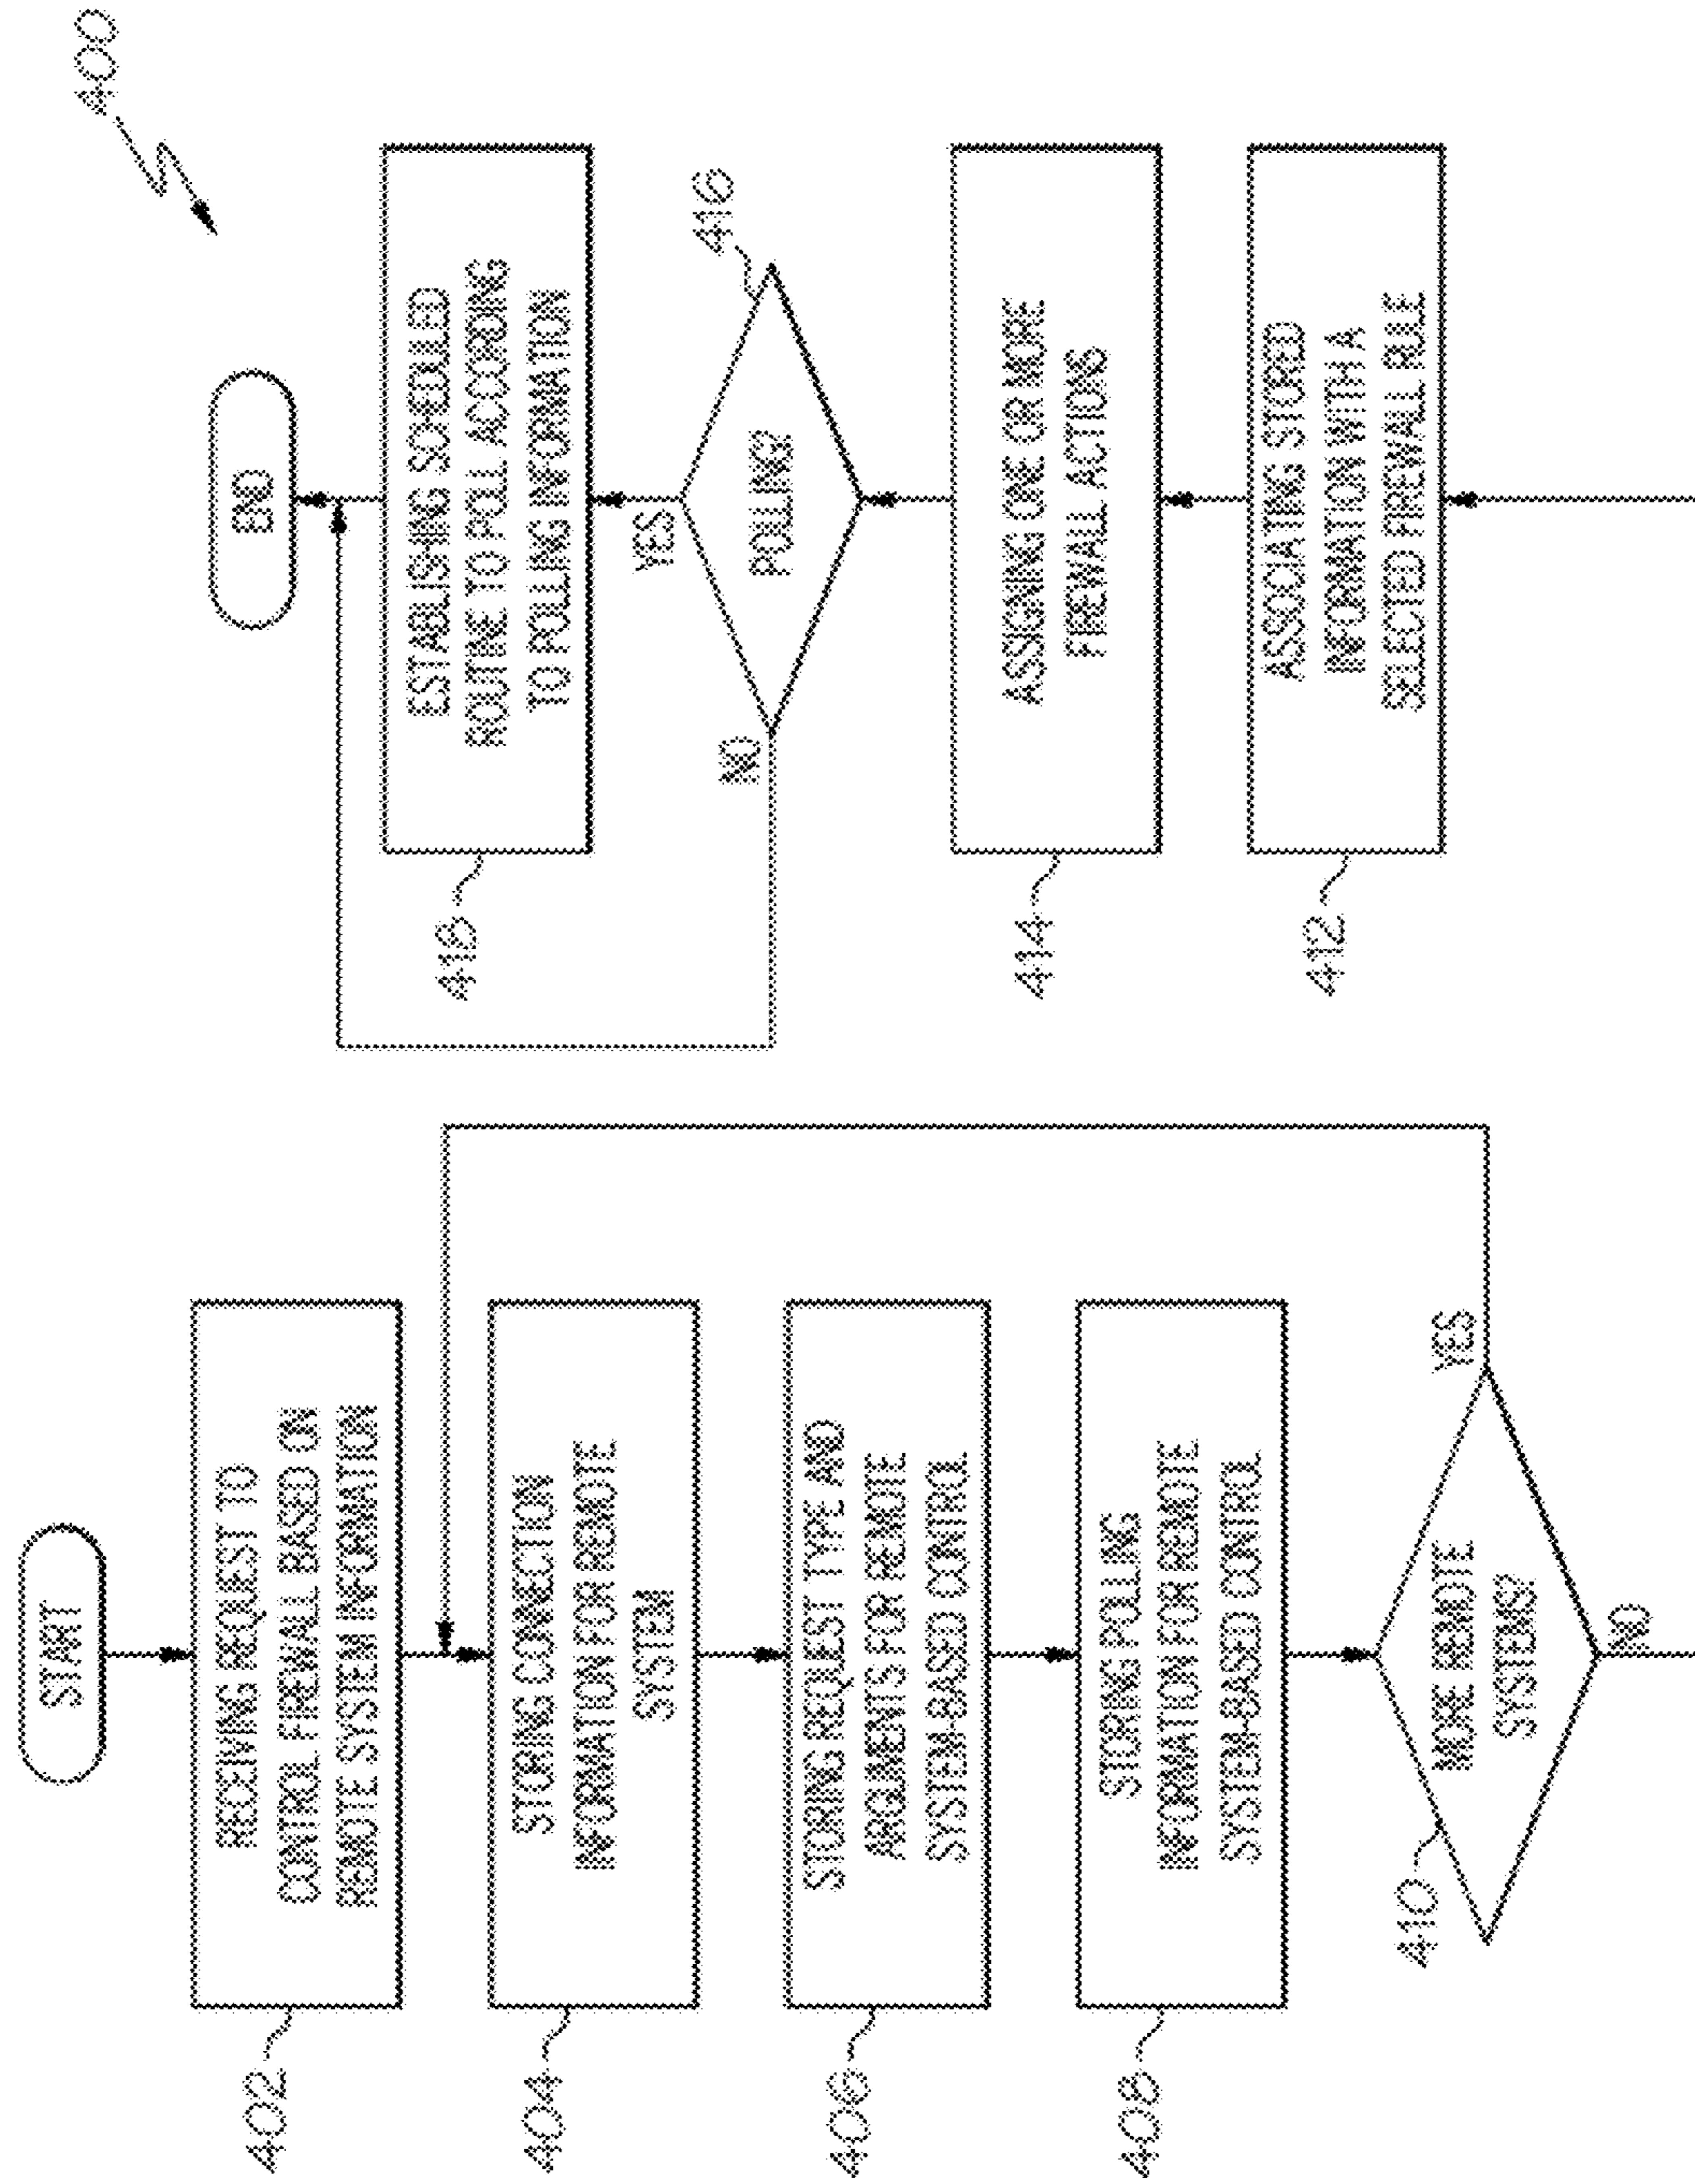 400
START
402
RECEIVING REQUEST TO
CONTROL FIREWALL BASED ON
REMOTE SYSTEM INFORMATION
404
STORING CONNECTION
INFORMATION FOR REMOTE
SYSTEM
406
STORING REQUEST TYPE AND
ARGUMENTS FOR REMOTE
SYSTEM-BASED CONTROL
408
STORING POLLING
INFORMATION FOR REMOTE
SYSTEM-BASED CONTROL
410
MORE REMOTE
SYSTEMS?
YES
NO
412
ASSOCIATING STORED
INFORMATION WITH A
SELECTED FIREWALL RULE
414
ASSIGNING ONE OR MORE
FIREWALL ACTIONS
416
POLLING?
NO
YES
418
ESTABLISHING SCHEDULED
ROUTINE TO POLL ACCORDING
TO POLLING INFORMATION
END